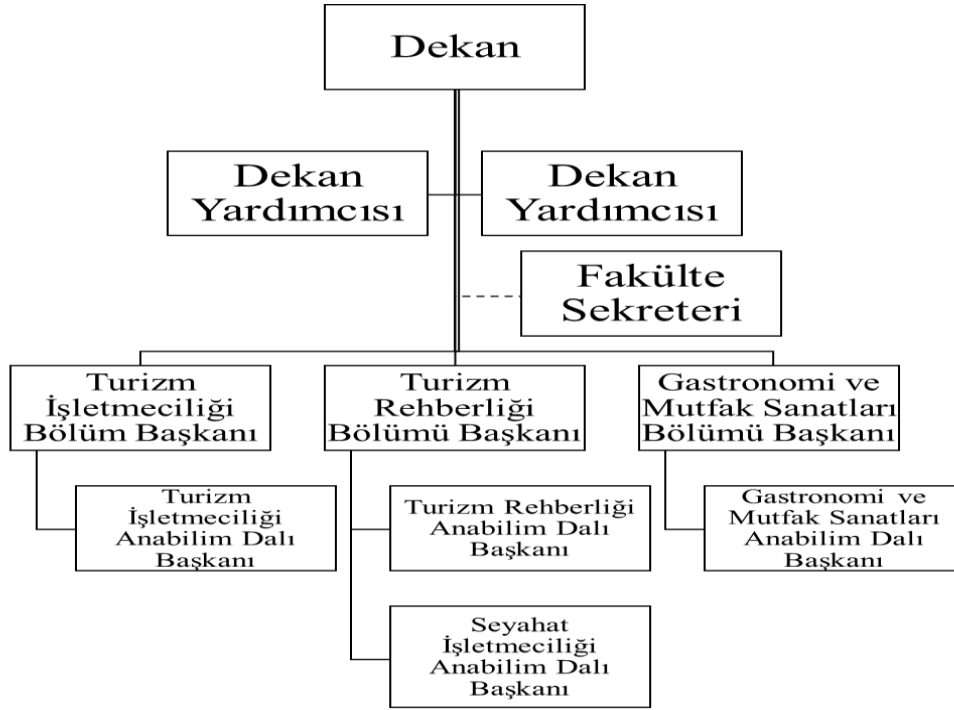 Dekan
Dekan
Yardımcısı
Dekan
Yardımcısı
Fakülte
Sekreteri
Turizm
İşletmeciliği
Bölüm Başkanı
Turizm
Rehberliği
Bölümü Başkanı
Gastronomi ve
Mutfak Sanatları
Bölümü Başkanı
Turizm
İşletmeciliği
Anabilim Dalı
Başkanı
Turizm Rehberliği
Anabilim Dalı
Başkanı
Gastronomi ve
Mutfak Sanatları
Anabilim Dalı
Başkanı
Seyahat
İşletmeciliği
Anabilim Dalı
Başkanı